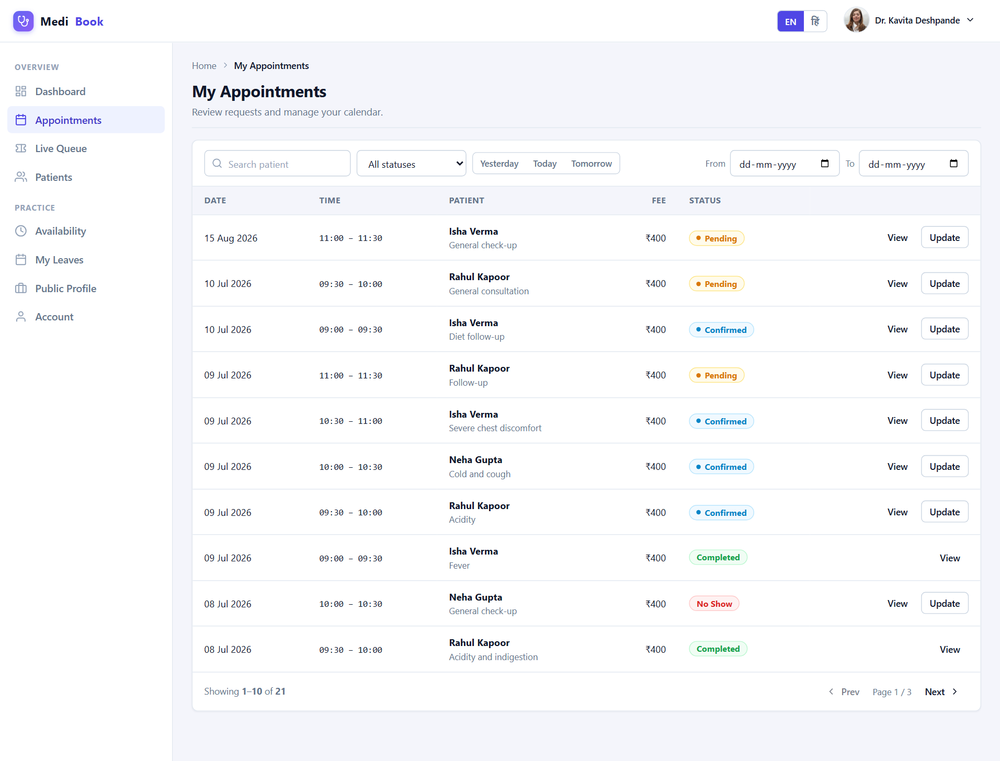 Medi Book
EN हिं Dr. Kavita Deshpande
OVERVIEW
Dashboard
Appointments
Live Queue
Patients
PRACTICE
Availability
My Leaves
Public Profile
Account
Home > My Appointments
My Appointments
Review requests and manage your calendar.
Search patient All statuses Yesterday Today Tomorrow From dd-mm-yyyy To dd-mm-yyyy
DATE TIME PATIENT FEE STATUS
15 Aug 2026 11:00 – 11:30 Isha Verma ₹400 Pending View Update
General check-up
10 Jul 2026 09:30 – 10:00 Rahul Kapoor ₹400 Pending View Update
General consultation
10 Jul 2026 09:00 – 09:30 Isha Verma ₹400 Confirmed View Update
Diet follow-up
09 Jul 2026 11:00 – 11:30 Rahul Kapoor ₹400 Pending View Update
Follow-up
09 Jul 2026 10:30 – 11:00 Isha Verma ₹400 Confirmed View Update
Severe chest discomfort
09 Jul 2026 10:00 – 10:30 Neha Gupta ₹400 Confirmed View Update
Cold and cough
09 Jul 2026 09:30 – 10:00 Rahul Kapoor ₹400 Confirmed View Update
Acidity
09 Jul 2026 09:00 – 09:30 Isha Verma ₹400 Completed View
Fever
08 Jul 2026 10:00 – 10:30 Neha Gupta ₹400 No Show View Update
General check-up
08 Jul 2026 09:30 – 10:00 Rahul Kapoor ₹400 Completed View
Acidity and indigestion
Showing 1–10 of 21 Prev Page 1 / 3 Next